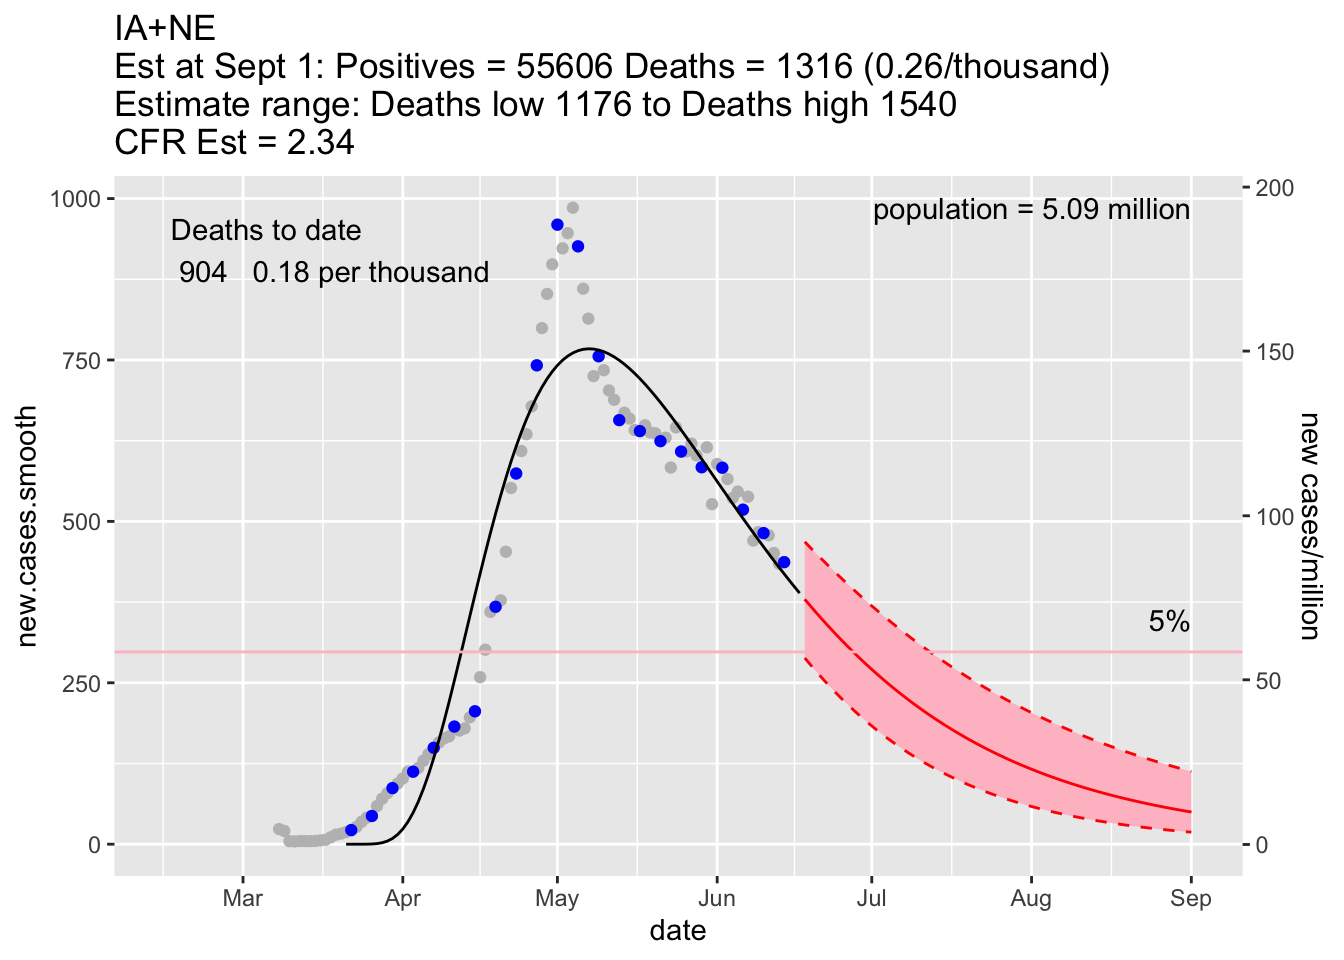 IA+NE
Est at Sept 1: Positives = 55606 Deaths = 1316 (0.26/thousand)
Estimate range: Deaths low 1176 to Deaths high 1540
CFR Est = 2.34
Deaths to date
904 0.18 per thousand
population = 5.09 million
5%
1000
750
500
250
0
new.cases.smooth
200
150
100
50
0
new cases/million
Mar Apr May Jun Jul Aug Sep
date